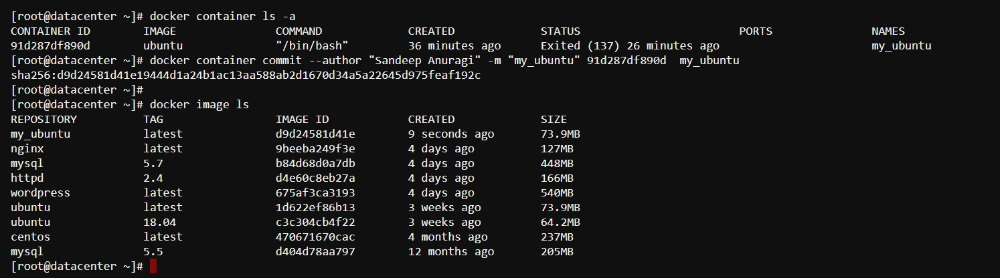 [root@datacenter ~]# docker container ls -a
CONTAINER ID        IMAGE               COMMAND             CREATED             STATUS                        PORTS               NAMES
91d287df890d        ubuntu              "/bin/bash"         36 minutes ago      Exited (137) 26 minutes ago                       my_ubuntu
[root@datacenter ~]# docker container commit --author "Sandeep Anuragi" -m "my_ubuntu" 91d287df890d  my_ubuntu
sha256:d9d24581d41e19444d1a24b1ac13aa588ab2d1670d34a5a22645d975feaf192c
[root@datacenter ~]#
[root@datacenter ~]# docker image ls
REPOSITORY          TAG                 IMAGE ID            CREATED             SIZE
my_ubuntu           latest              d9d24581d41e        9 seconds ago       73.9MB
nginx               latest              9beeba249f3e        4 days ago          127MB
mysql               5.7                 b84d68d0a7db        4 days ago          448MB
httpd               2.4                 d4e60c8eb27a        4 days ago          166MB
wordpress           latest              675af3ca3193        4 days ago          540MB
ubuntu              latest              1d622ef86b13        3 weeks ago         73.9MB
ubuntu              18.04               c3c304cb4f22        3 weeks ago         64.2MB
centos              latest              470671670cac        4 months ago        237MB
mysql               5.5                 d404d78aa797        12 months ago       205MB
[root@datacenter ~]#